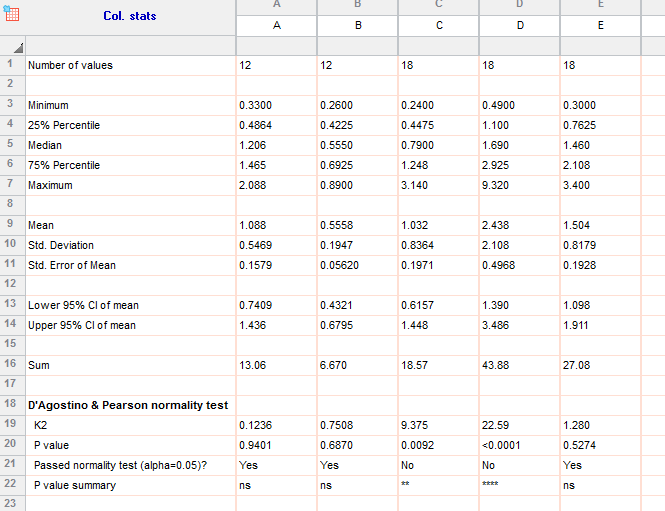 Col. stats A B C D E
A B C D E
1 Number of values 12 12 18 18 18
2
3 Minimum 0.3300 0.2600 0.2400 0.4900 0.3000
4 25% Percentile 0.4864 0.4225 0.4475 1.100 0.7625
5 Median 1.206 0.5550 0.7900 1.690 1.460
6 75% Percentile 1.465 0.6925 1.248 2.925 2.108
7 Maximum 2.088 0.8900 3.140 9.320 3.400
8
9 Mean 1.088 0.5558 1.032 2.438 1.504
10 Std. Deviation 0.5469 0.1947 0.8364 2.108 0.8179
11 Std. Error of Mean 0.1579 0.05620 0.1971 0.4968 0.1928
12
13 Lower 95% CI of mean 0.7409 0.4321 0.6157 1.390 1.098
14 Upper 95% CI of mean 1.436 0.6795 1.448 3.486 1.911
15
16 Sum 13.06 6.670 18.57 43.88 27.08
17
18 D'Agostino & Pearson normality test
19 K2 0.1236 0.7508 9.375 22.59 1.280
20 P value 0.9401 0.6870 0.0092 <0.0001 0.5274
21 Passed normality test (alpha=0.05)? Yes Yes No No Yes
22 P value summary ns ns ** **** ns
23